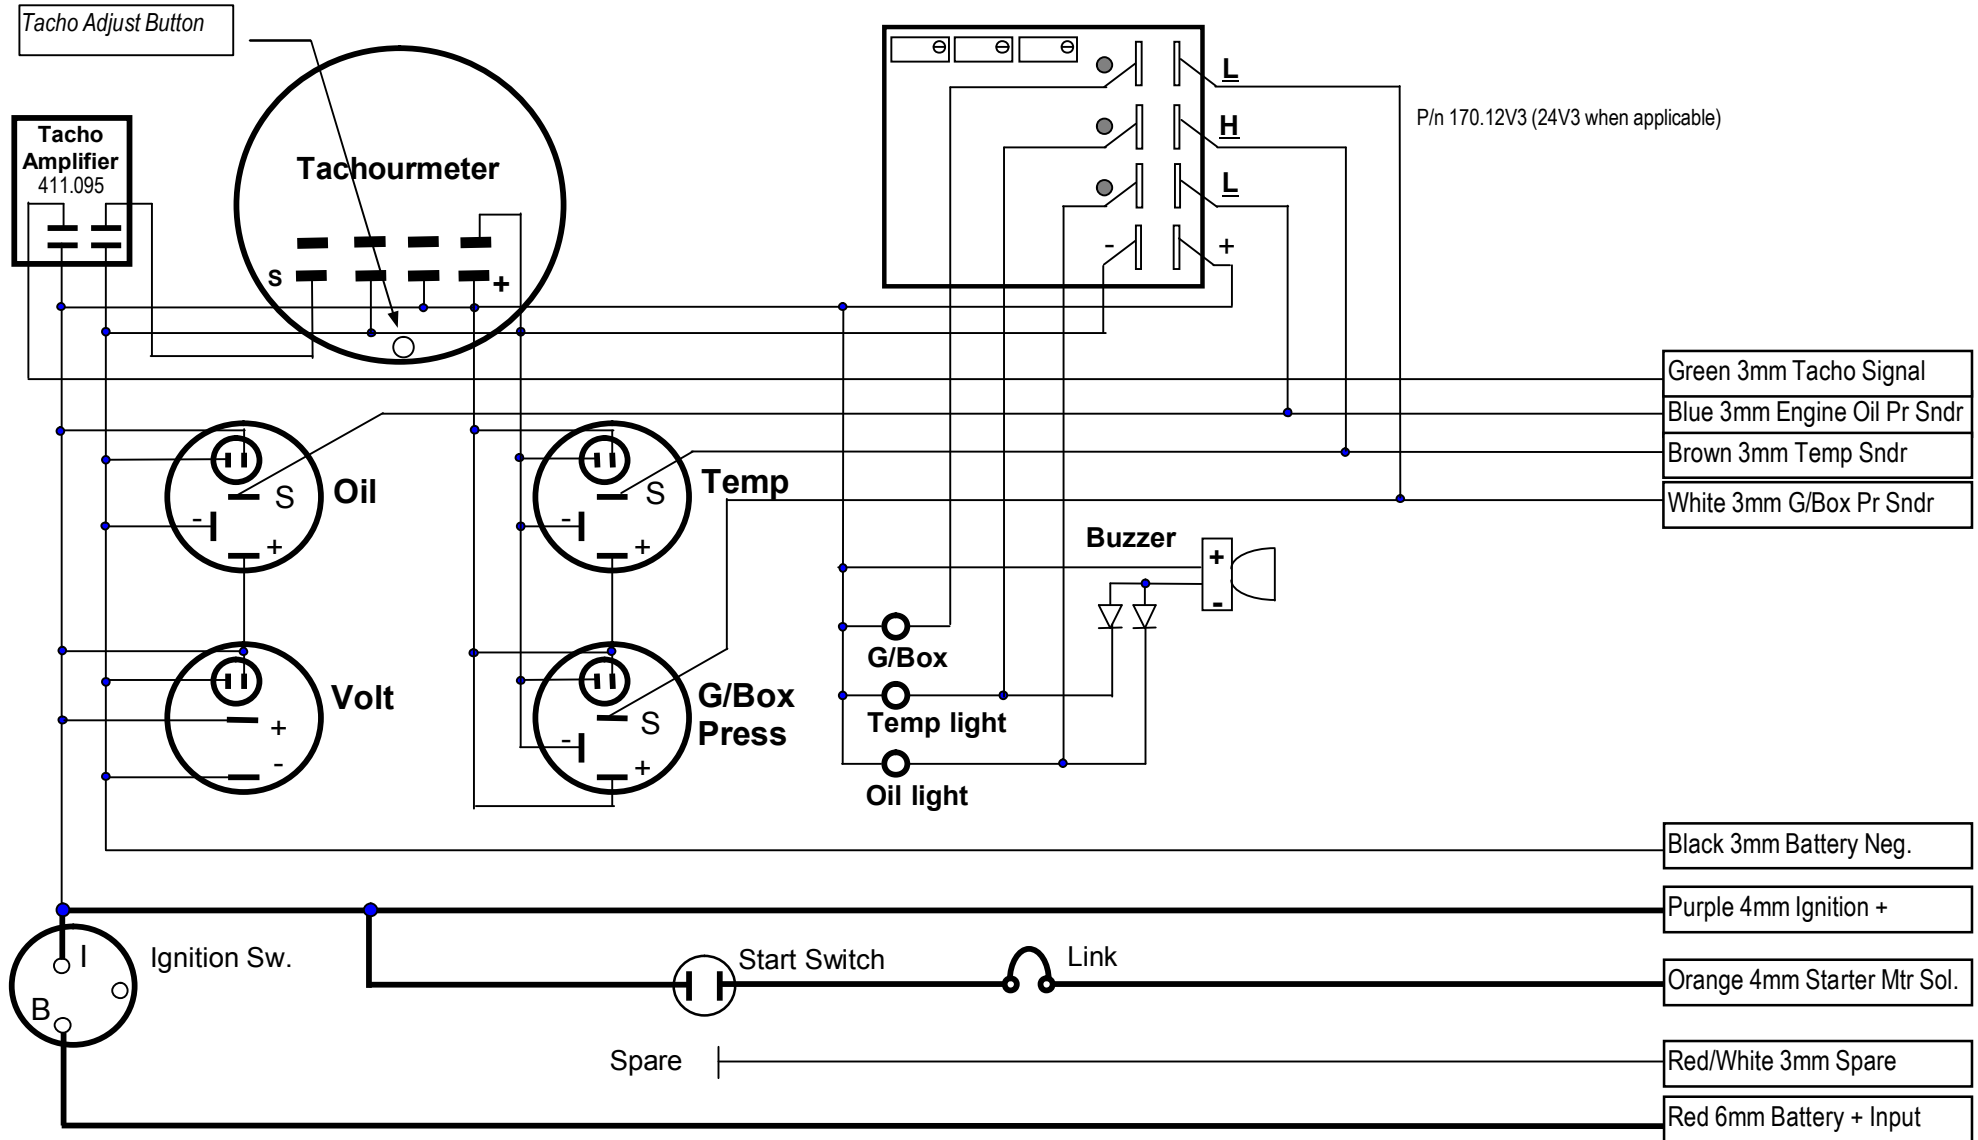 Tacho Adjust Button
Tacho
Amplifier
411.095
Tachourmeter
S
+
L
H
L
-
+
P/n 170.12V3 (24V3 when applicable)
Green 3mm Tacho Signal
Blue 3mm Engine Oil Pr Sndr
Brown 3mm Temp Sndr
White 3mm G/Box Pr Sndr
S
Oil
-
+
S
Temp
-
+
Buzzer
+
-
Volt
+
-
G/Box
Press
S
-
+
G/Box
Temp light
Oil light
Black 3mm Battery Neg.
Purple 4mm Ignition +
I
B
Ignition Sw.
Start Switch
Link
Orange 4mm Starter Mtr Sol.
Spare
Red/White 3mm Spare
Red 6mm Battery + Input